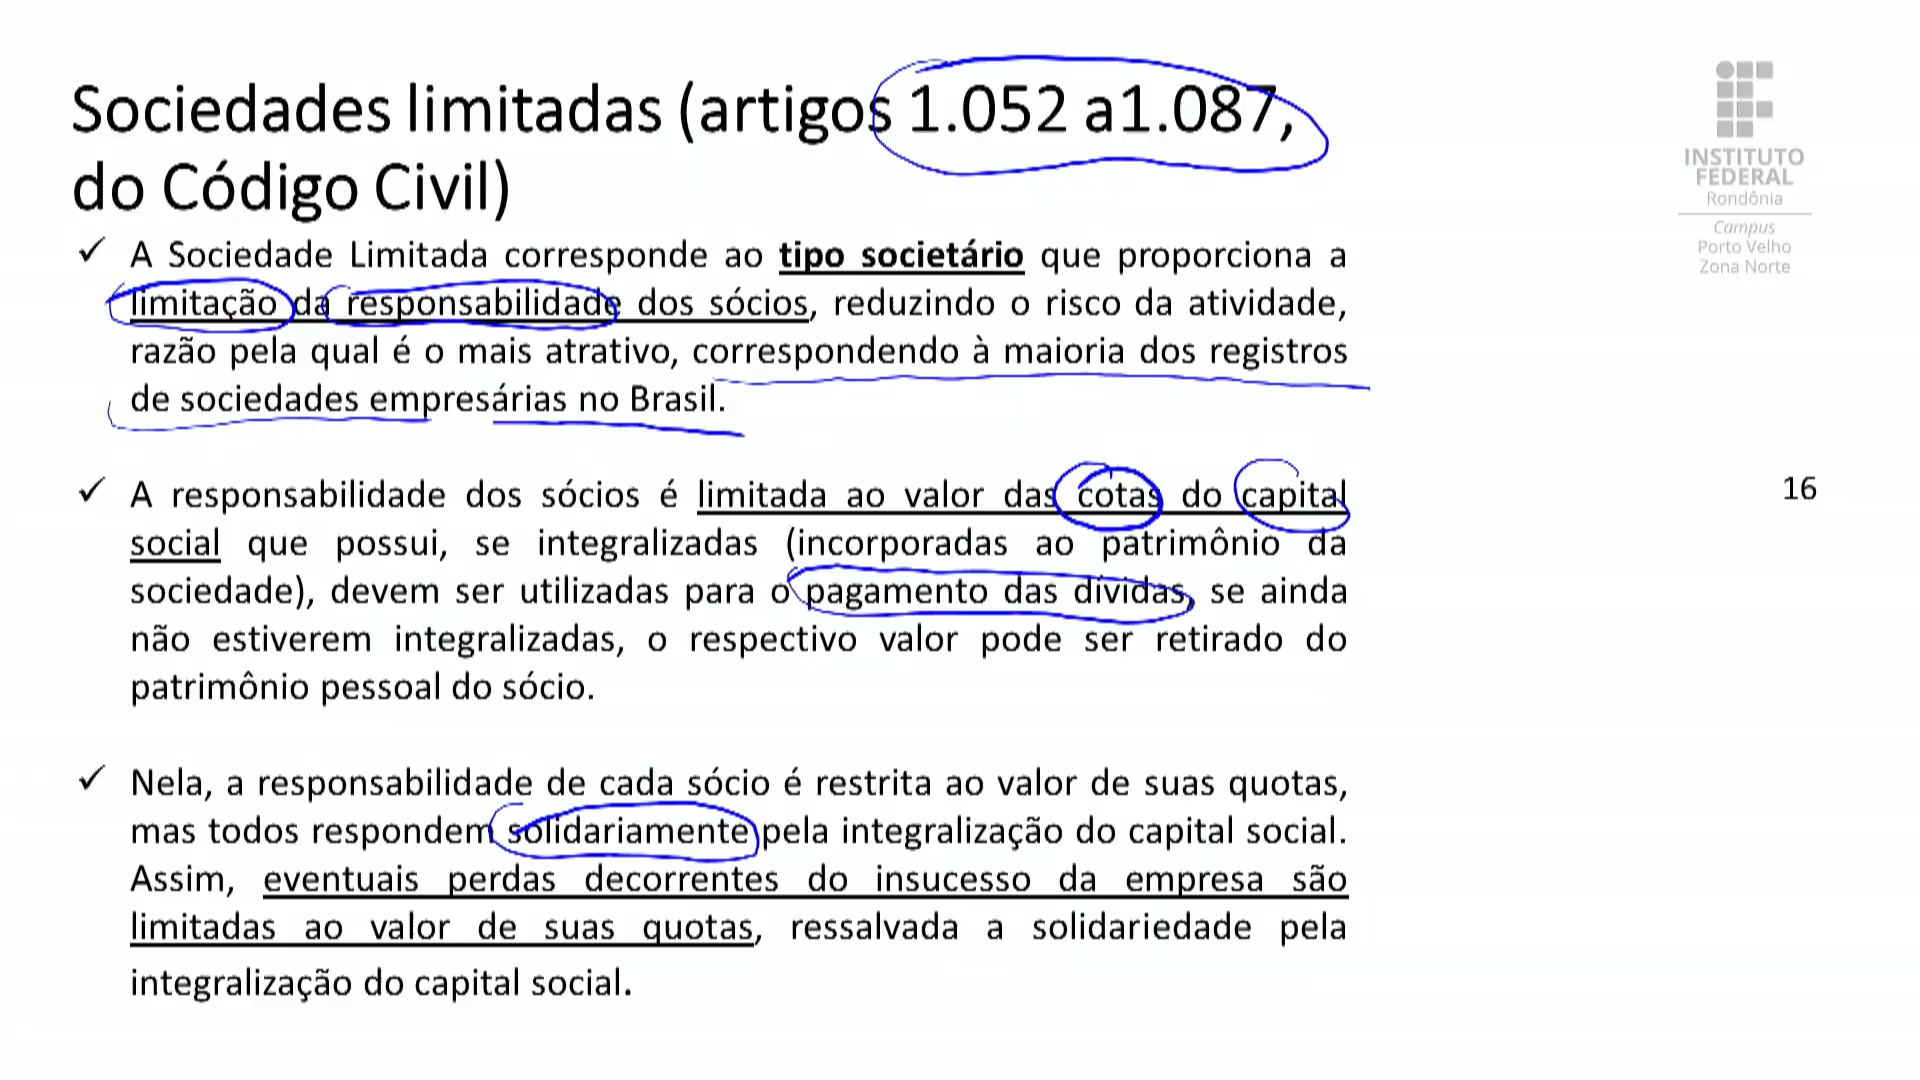 Sociedades limitadas (artigos 1.052 a1.087,
do Código Civil)
✓ A Sociedade Limitada corresponde ao tipo societário que proporciona a
limitação da responsabilidade dos sócios, reduzindo o risco da atividade,
razão pela qual é o mais atrativo, correspondendo à maioria dos registros
de sociedades empresárias no Brasil.
✓ A responsabilidade dos sócios é limitada ao valor das cotas do capital
social que possui, se integralizadas (incorporadas ao patrimônio da
sociedade), devem ser utilizadas para o pagamento das dívidas, se ainda
não estiverem integralizadas, o respectivo valor pode ser retirado do
patrimônio pessoal do sócio.
✓ Nela, a responsabilidade de cada sócio é restrita ao valor de suas quotas,
mas todos respondem solidariamente pela integralização do capital social.
Assim, eventuais perdas decorrentes do insucesso da empresa são
limitadas ao valor de suas quotas, ressalvada a solidariedade pela
integralização do capital social.
INSTITUTO
FEDERAL
Rondônia
Campus
Porto Velho
Zona Norte
16